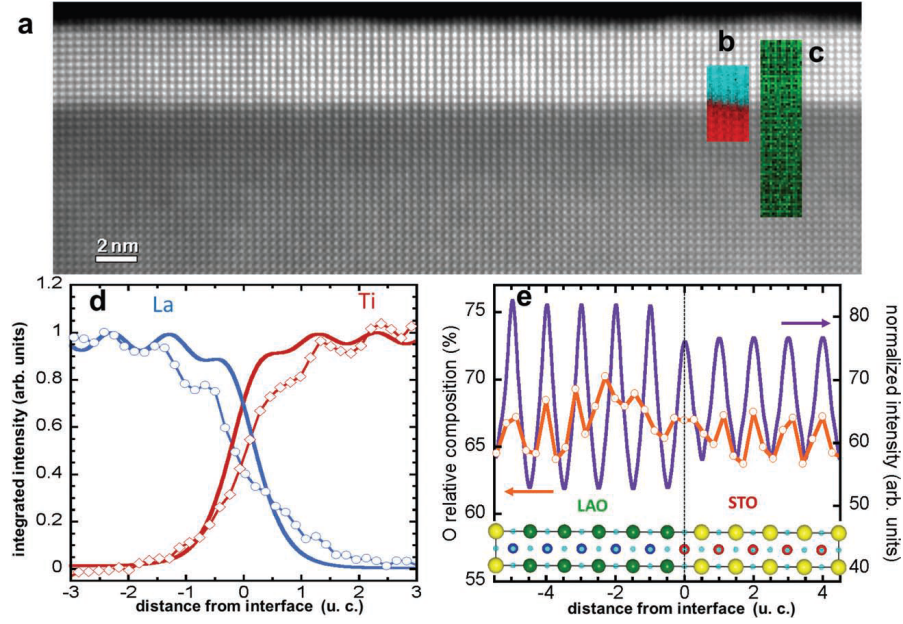 a
b
c
2 nm
d
La
Ti
integrated intensity (arb. units)
1.2
1
0.8
0.6
0.4
0.2
0
-3
-2
-1
0
1
2
3
distance from interface (u. c.)
e
O relative composition (%)
75
70
65
60
55
LAO
STO
80
70
60
50
40
normalized intensity (arb. units)
-4
-2
0
2
4
distance from interface (u. c.)